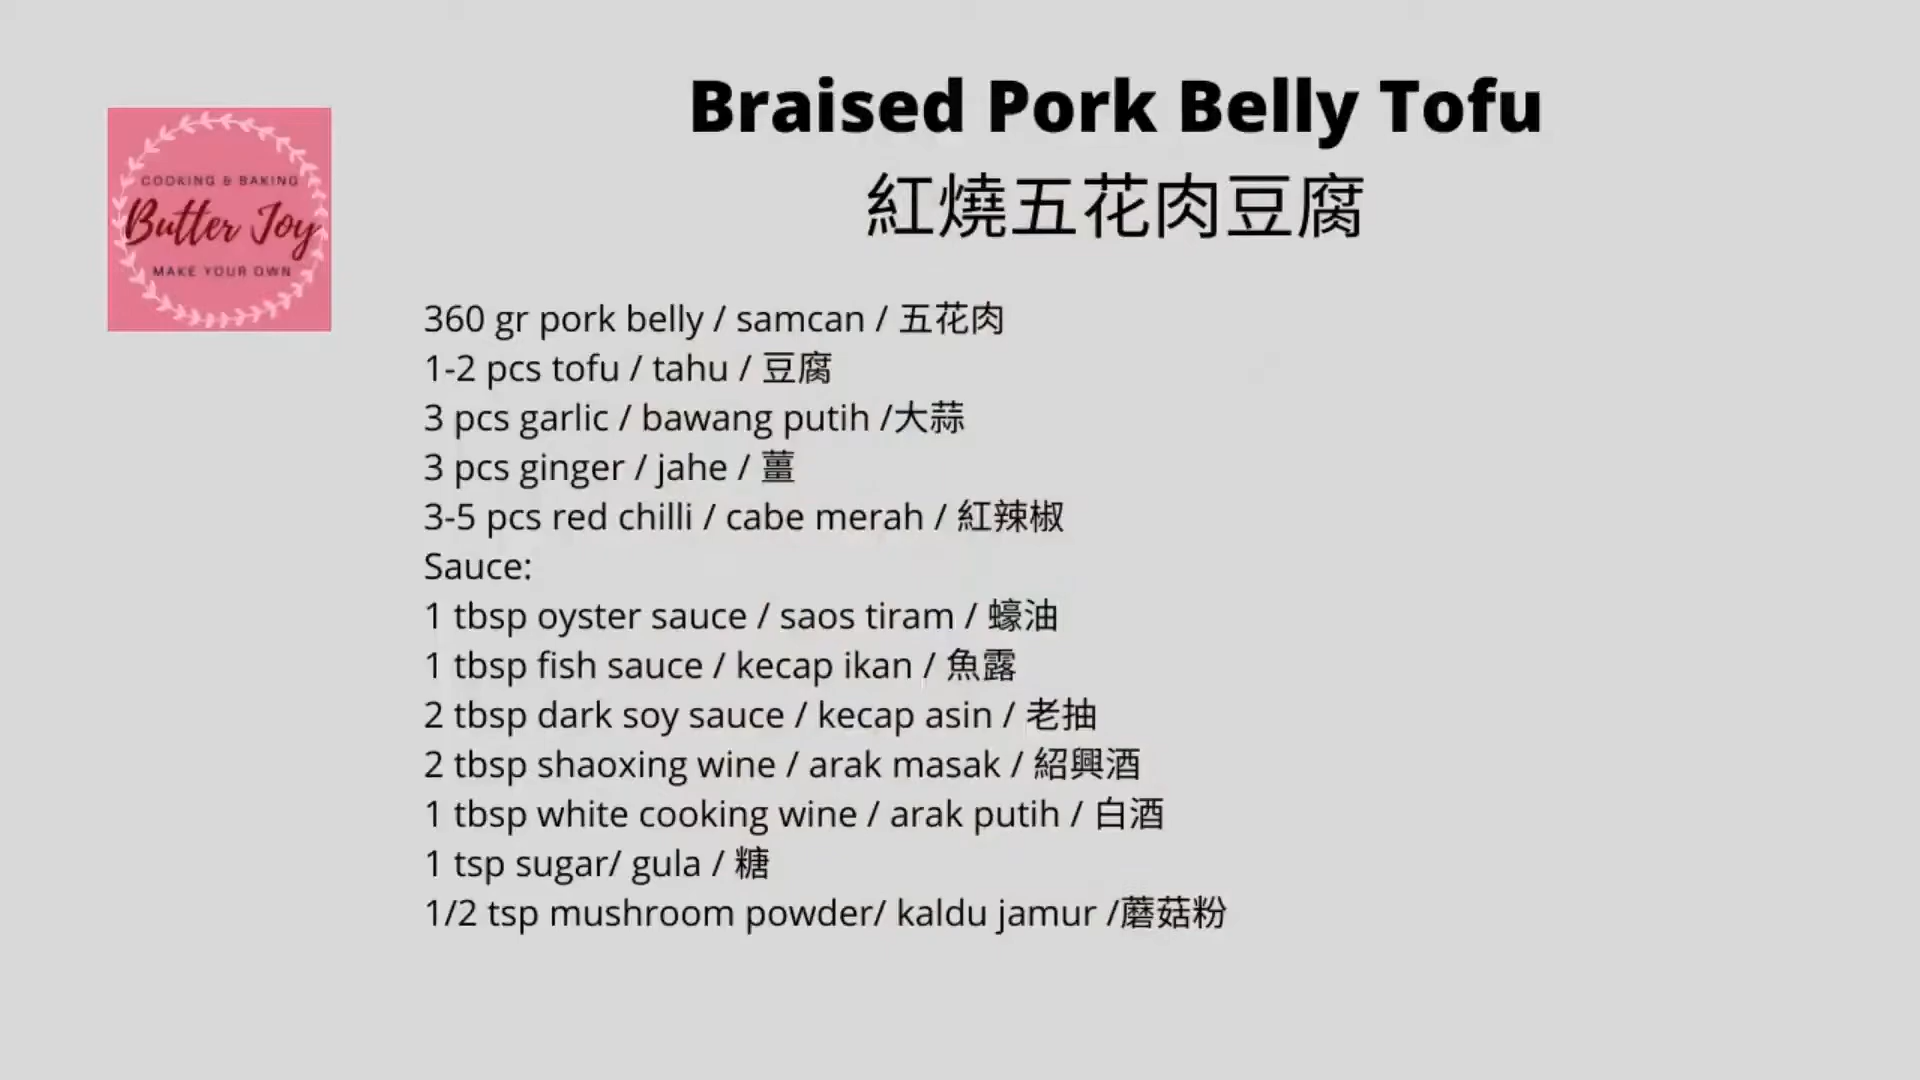 Braised Pork Belly Tofu
紅燒五花肉豆腐
COOKING & BAKING
Butter Joy
MAKE YOUR OWN
360 gr pork belly / samcan / 五花肉
1-2 pcs tofu / tahu / 豆腐
3 pcs garlic / bawang putih /大蒜
3 pcs ginger / jahe / 薑
3-5 pcs red chilli / cabe merah / 紅辣椒
Sauce:
1 tbsp oyster sauce / saos tiram / 蠔油
1 tbsp fish sauce / kecap ikan / 魚露
2 tbsp dark soy sauce / kecap asin / 老抽
2 tbsp shaoxing wine / arak masak / 紹興酒
1 tbsp white cooking wine / arak putih / 白酒
1 tsp sugar/ gula / 糖
1/2 tsp mushroom powder/ kaldu jamur /蘑菇粉